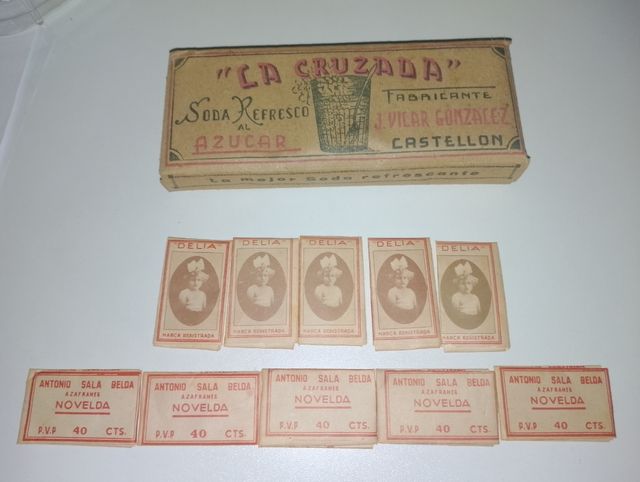 "LA CRUZADA"
SODA REFRESCO
AL
AZUCAR
FABRICANTE
J. VILAR GONZALEZ
CASTELLON
La mejor Soda refrescante
DELIA
MARCA REGISTRADA
DELIA
MARCA REGISTRADA
DELIA
MARCA REGISTRADA
DELIA
MARCA REGISTRADA
DELIA
MARCA REGISTRADA
ANTONIO SALA BELDA
AZAFRANES
NOVELDA
P.V.P 40 CTS.
ANTONIO SALA BELDA
AZAFRANES
NOVELDA
P.V.P 40 CTS.
ANTONIO SALA BELDA
AZAFRANES
NOVELDA
P.V.P 40 CTS.
ANTONIO SALA BELDA
AZAFRANES
NOVELDA
P.V.P 40 CTS.
ANTONIO SALA BELDA
AZAFRANES
NOVELDA
P.V.P 40 CTS.